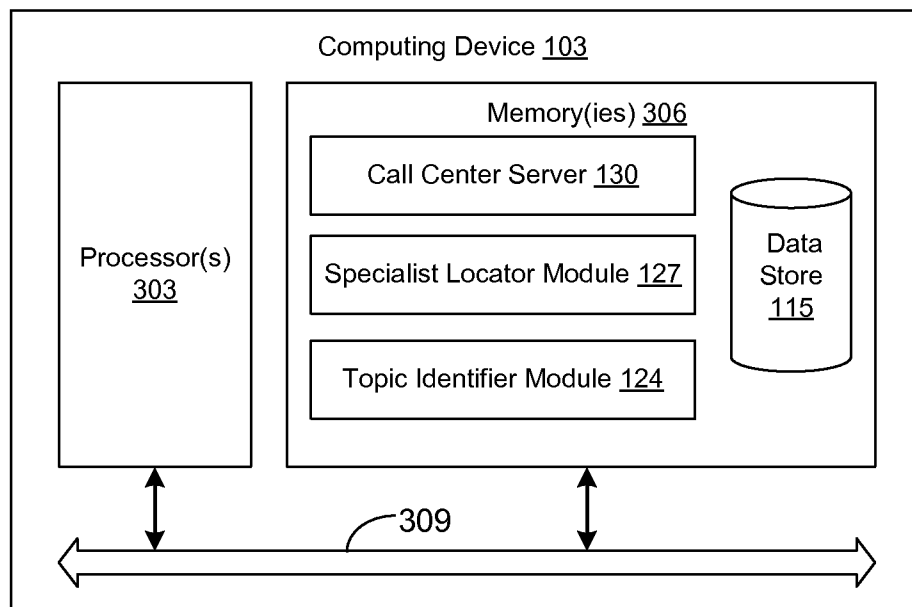 Computing Device 103
Processor(s)
303
Memory(ies) 306
Call Center Server 130
Specialist Locator Module 127
Topic Identifier Module 124
Data
Store
115
309